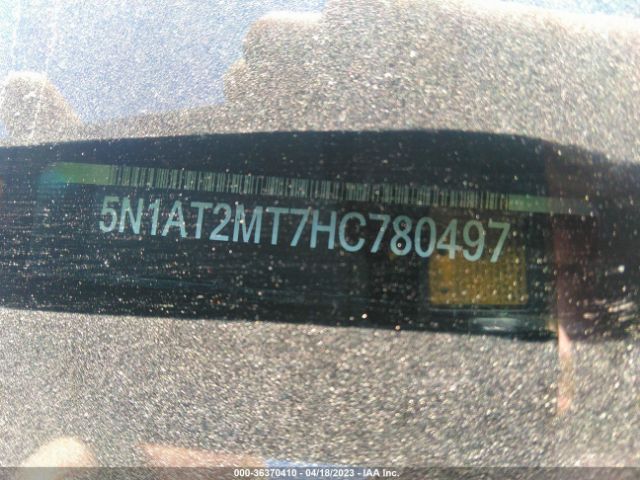 5N1AT2MT7HC780497
000-36370410 - 04/18/2023 - IAA Inc.